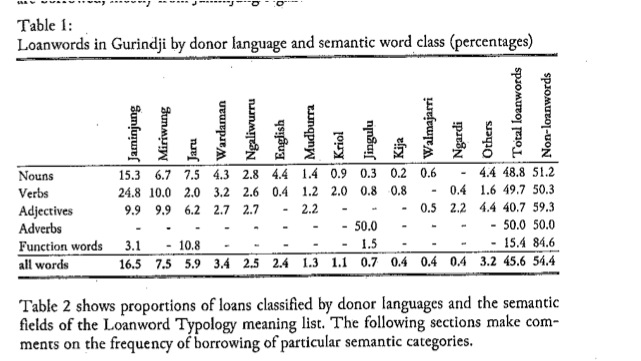 Table 1:
Loanwords in Gurindji by donor language and semantic word class (percentages)
Jaminjung Miriwung Jaru Wardaman Ngaliwurru English Mudburra Kriol Jingulu Kija Walmajarri Ngardi Others Total loanwords Non-loanwords
Nouns 15.3 6.7 7.5 4.3 2.8 4.4 1.4 0.9 0.3 0.2 0.6 - 4.4 48.8 51.2
Verbs 24.8 10.0 2.0 3.2 2.6 0.4 1.2 2.0 0.8 0.8 - 0.4 1.6 49.7 50.3
Adjectives 9.9 9.9 6.2 2.7 2.7 - 2.2 - - - 0.5 2.2 4.4 40.7 59.3
Adverbs - - - - - - - - 50.0 - - - - 50.0 50.0
Function words 3.1 - 10.8 - - - - - 1.5 - - - - 15.4 84.6
all words 16.5 7.5 5.9 3.4 2.5 2.4 1.3 1.1 0.7 0.4 0.4 0.4 3.2 45.6 54.4
Table 2 shows proportions of loans classified by donor languages and the semantic
fields of the Loanword Typology meaning list. The following sections make com-
ments on the frequency of borrowing of particular semantic categories.